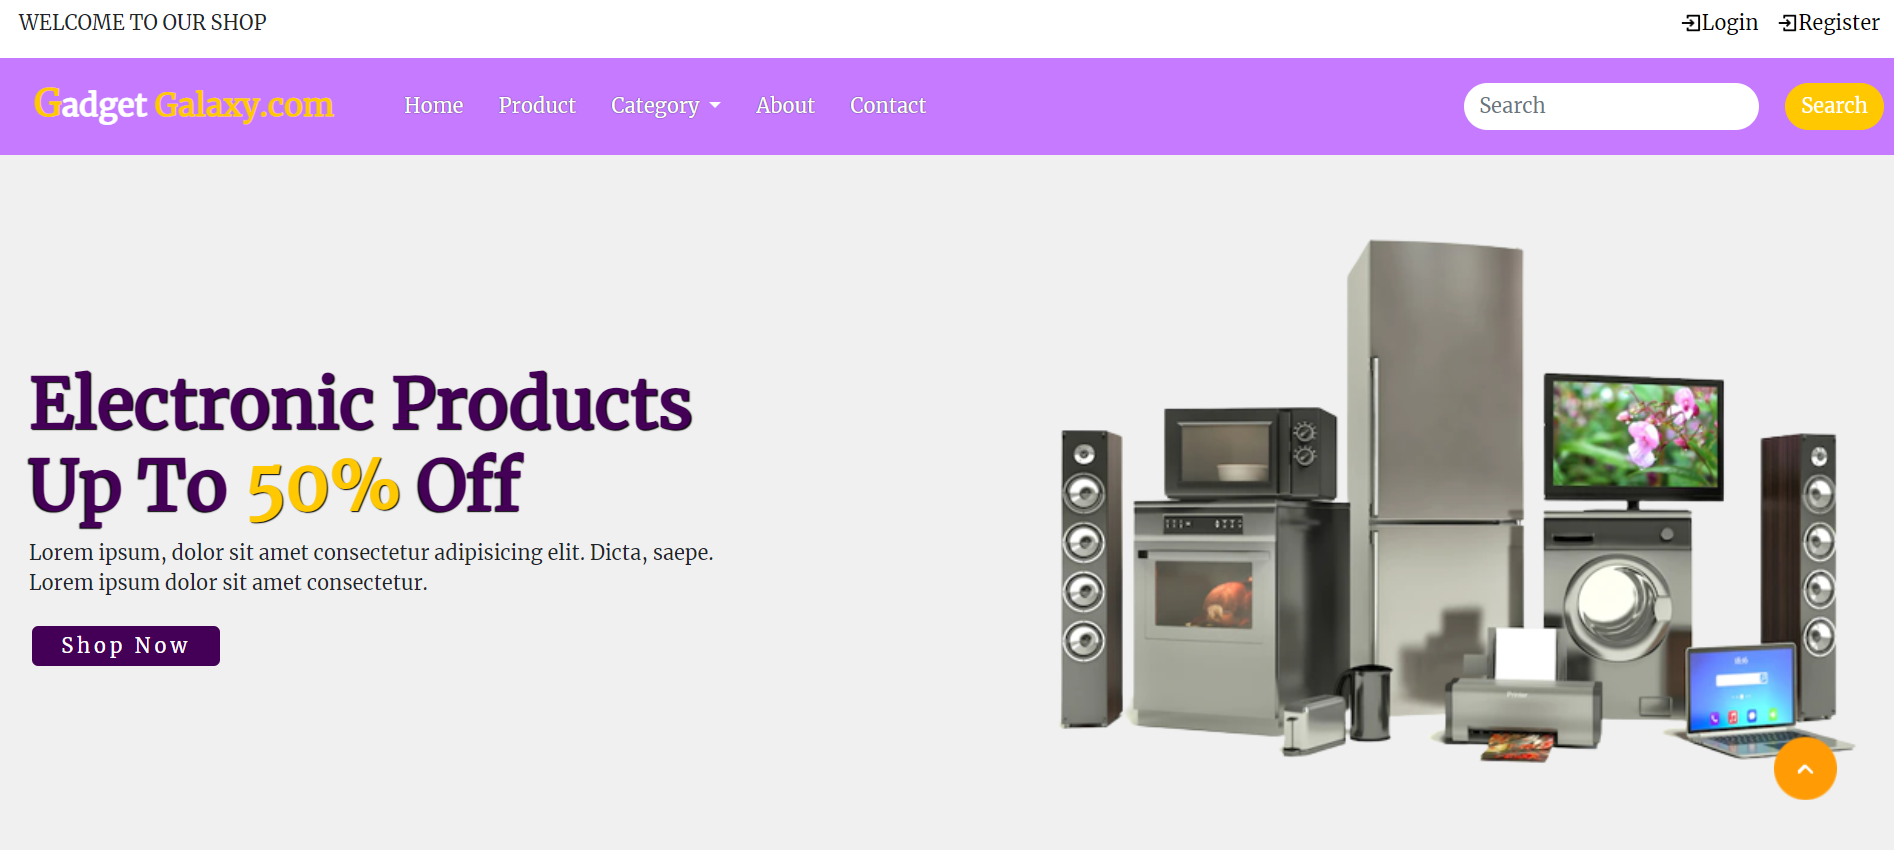 WELCOME TO OUR SHOP
Login Register
Gadget Galaxy.com Home Product Category About Contact Search Search
Electronic Products
Up To 50% Off
Lorem ipsum, dolor sit amet consectetur adipisicing elit. Dicta, saepe.
Lorem ipsum dolor sit amet consectetur.
Shop Now
Printer